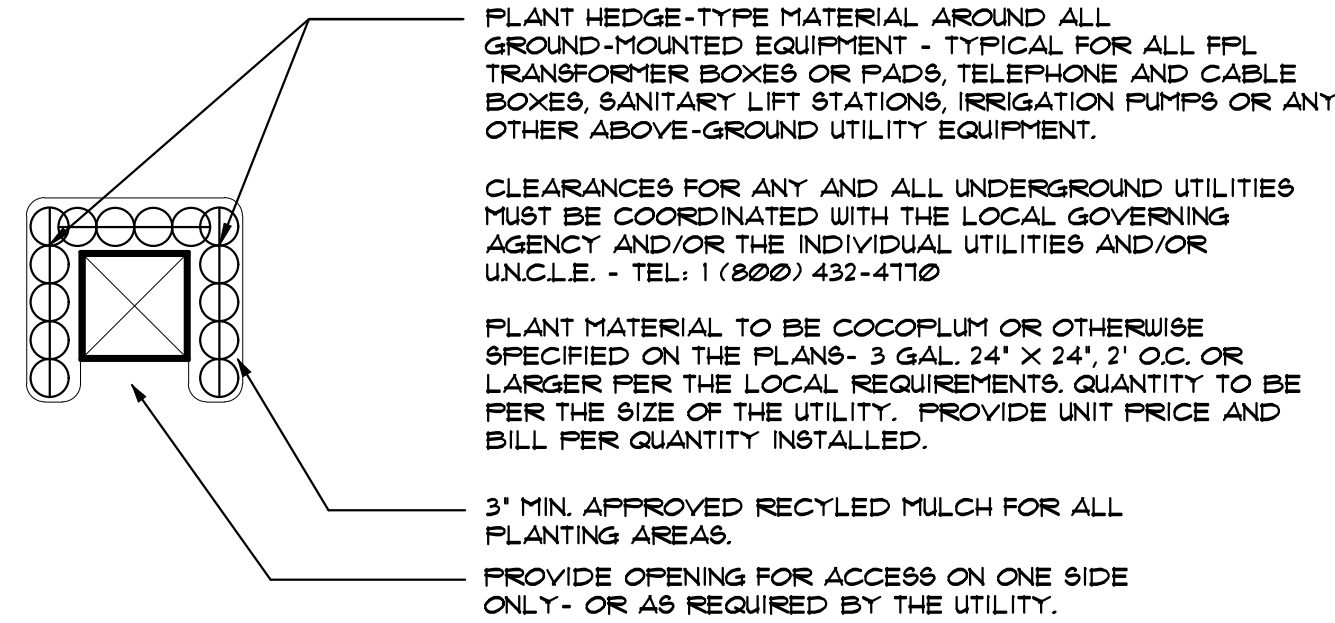 PLANT HEDGE-TYPE MATERIAL AROUND ALL
GROUND-MOUNTED EQUIPMENT - TYPICAL FOR ALL FPL
TRANSFORMER BOXES OR PADS, TELEPHONE AND CABLE
BOXES, SANITARY LIFT STATIONS, IRRIGATION PUMPS OR ANY
OTHER ABOVE-GROUND UTILITY EQUIPMENT.
CLEARANCES FOR ANY AND ALL UNDERGROUND UTILITIES
MUST BE COORDINATED WITH THE LOCAL GOVERNING
AGENCY AND/OR THE INDIVIDUAL UTILITIES AND/OR
U.N.C.L.E. - TEL: 1 (800) 432-4770
PLANT MATERIAL TO BE COCOPLUM OR OTHERWISE
SPECIFIED ON THE PLANS- 3 GAL. 24" X 24", 2' O.C. OR
LARGER PER THE LOCAL REQUIREMENTS. QUANTITY TO BE
PER THE SIZE OF THE UTILITY. PROVIDE UNIT PRICE AND
BILL PER QUANTITY INSTALLED.
3" MIN. APPROVED RECYLED MULCH FOR ALL
PLANTING AREAS.
PROVIDE OPENING FOR ACCESS ON ONE SIDE
ONLY- OR AS REQUIRED BY THE UTILITY.